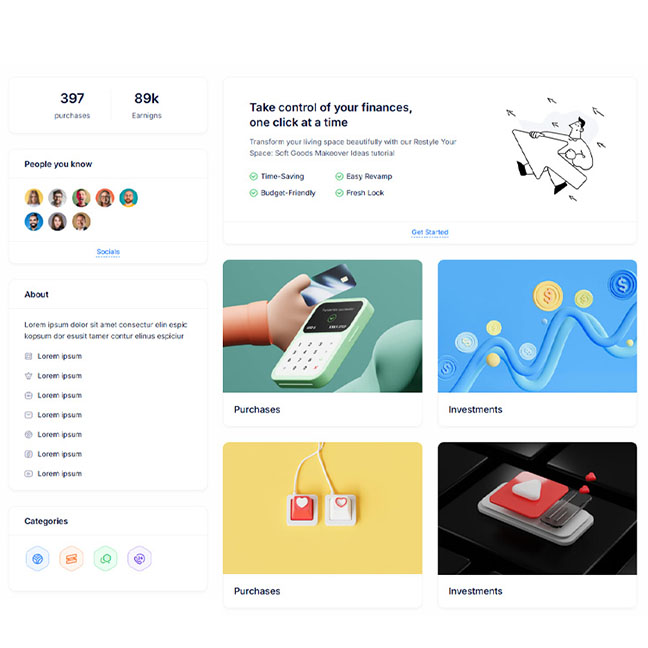 397
purchases
89k
Earnigns
People you know
Socials
About
Lorem ipsum dolor sit amet consectur elin espic
kopsum dor esusit tamer contur elinus espiciur
Lorem ipsum
Lorem ipsum
Lorem ipsum
Lorem ipsum
Lorem ipsum
Lorem ipsum
Lorem ipsum
Categories
Take control of your finances,
one click at a time
Transform your living space beautifully with our Restyle Your
Space: Soft Goods Makeover Ideas tutorial
Time-Saving
Easy Revamp
Budget-Friendly
Fresh Lock
Get Started
Purchases
Investments
Purchases
Investments